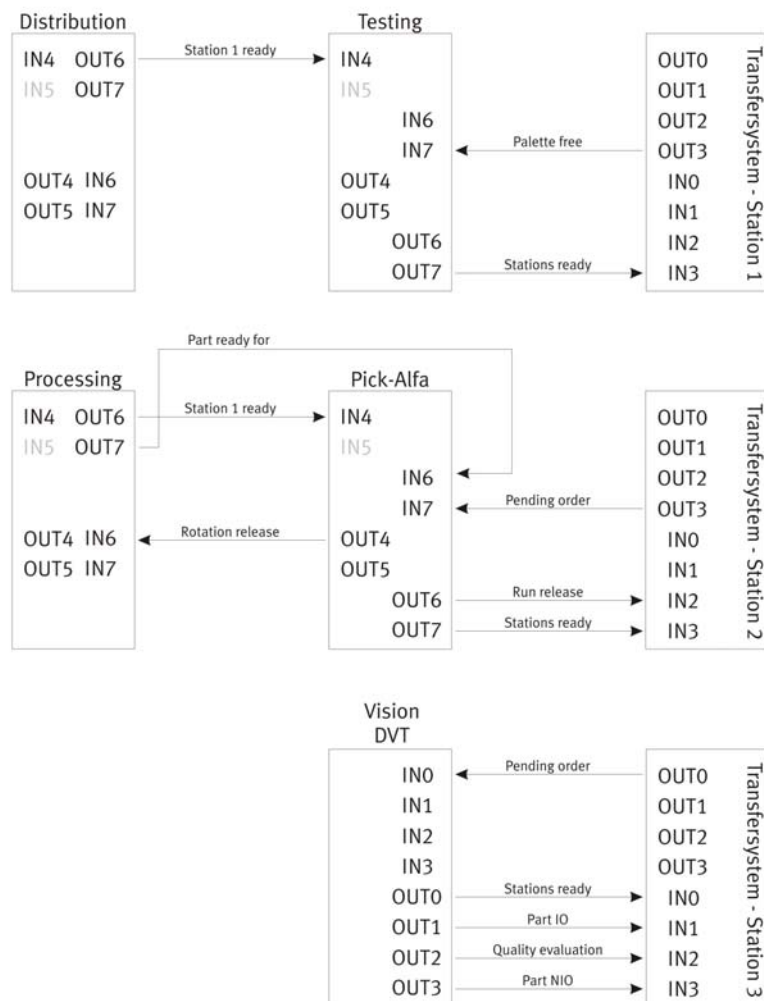 Distribution
Testing
IN4 OUT6
Station 1 ready
IN4
OUT0
IN5 OUT7
IN5
OUT1
IN6
OUT2
IN7
Palette free
OUT3
OUT4 IN6
OUT4
IN0
OUT5 IN7
OUT5
IN1
OUT6
IN2
OUT7
Stations ready
IN3
Transfersystem - Station 1
Part ready for
Processing
Pick-Alfa
IN4 OUT6
Station 1 ready
IN4
OUT0
IN5 OUT7
IN5
OUT1
IN6
OUT2
IN7
Pending order
OUT3
OUT4 IN6
Rotation release
OUT4
IN0
OUT5 IN7
OUT5
IN1
OUT6
Run release
IN2
OUT7
Stations ready
IN3
Transfersystem - Station 2
Vision
DVT
IN0
Pending order
OUT0
IN1
OUT1
IN2
OUT2
IN3
OUT3
OUT0
Stations ready
IN0
OUT1
Part IO
IN1
OUT2
Quality evaluation
IN2
OUT3
Part NIO
IN3
Transfersystem - Station 3